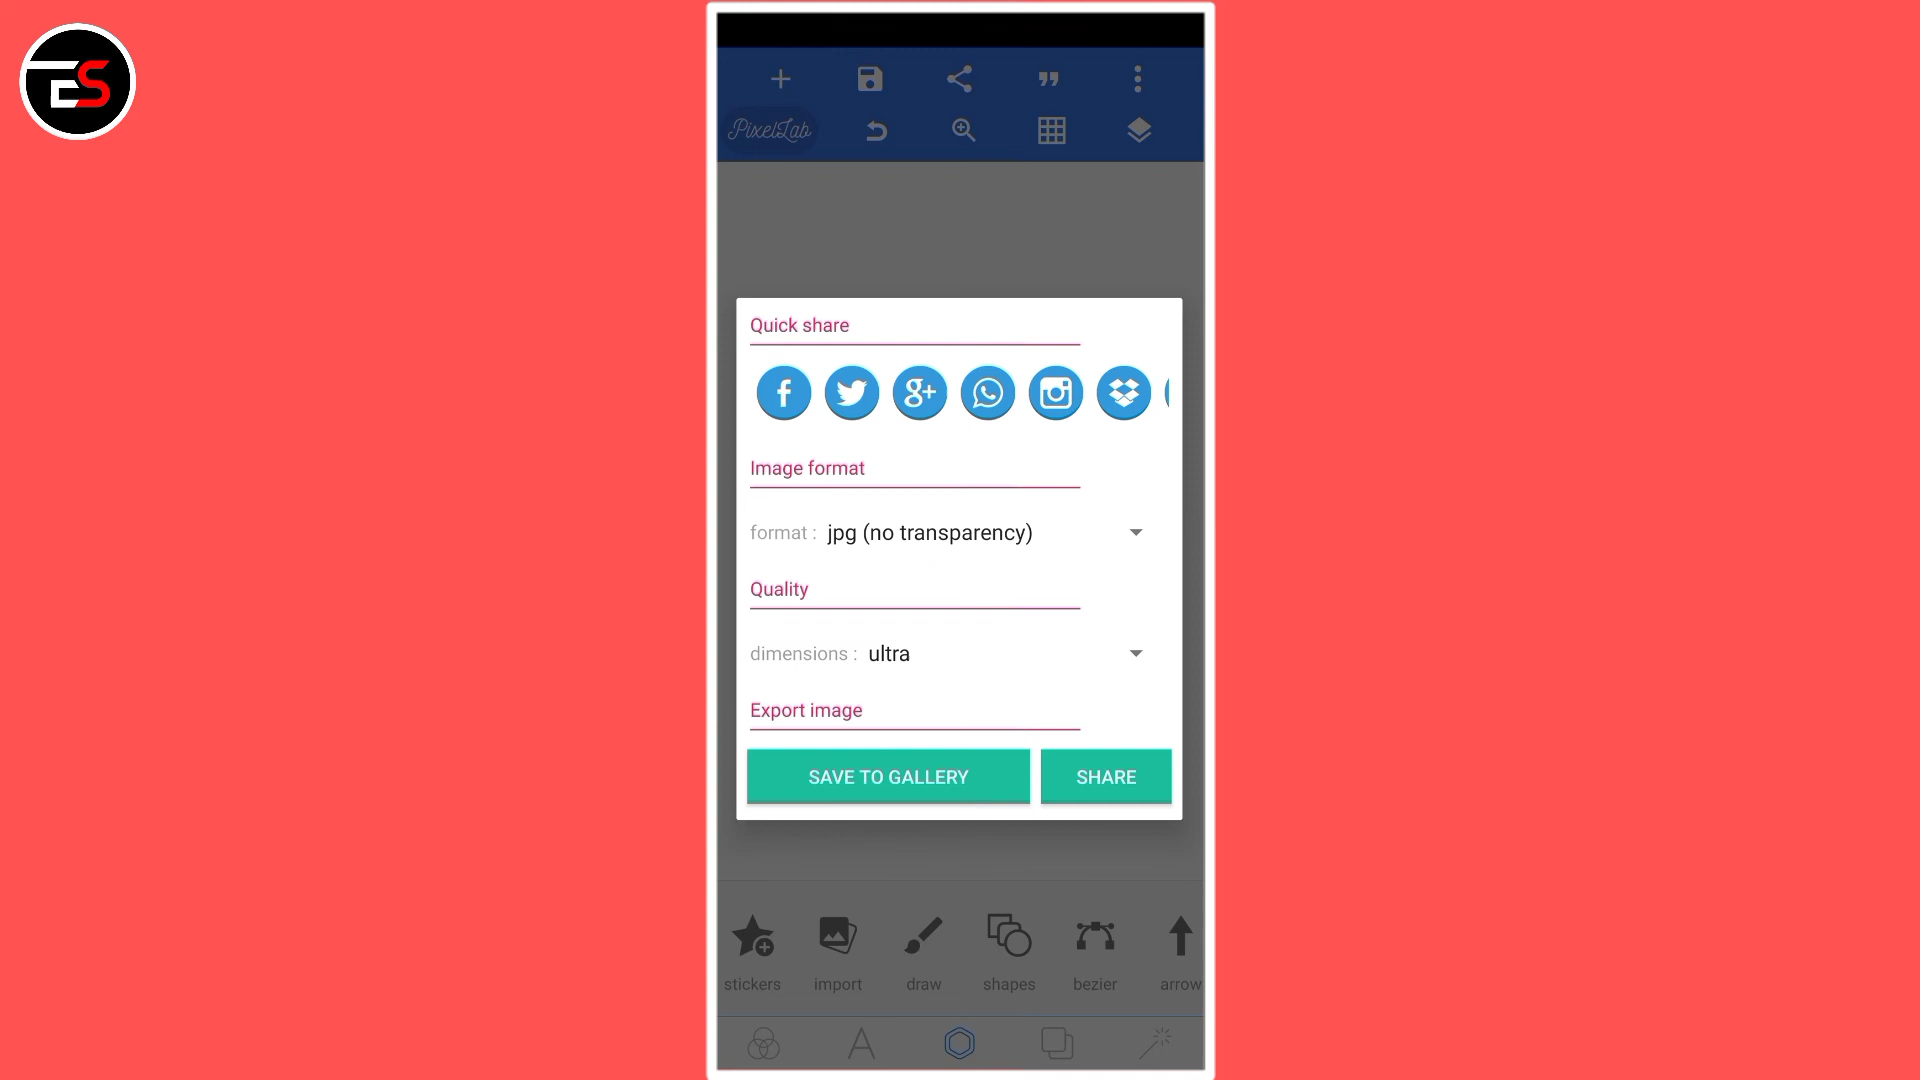 ES
PixelLab
Quick share
Image format
format : jpg (no transparency)
Quality
dimensions : ultra
Export image
SAVE TO GALLERY SHARE
stickers import draw shapes bezier arrow